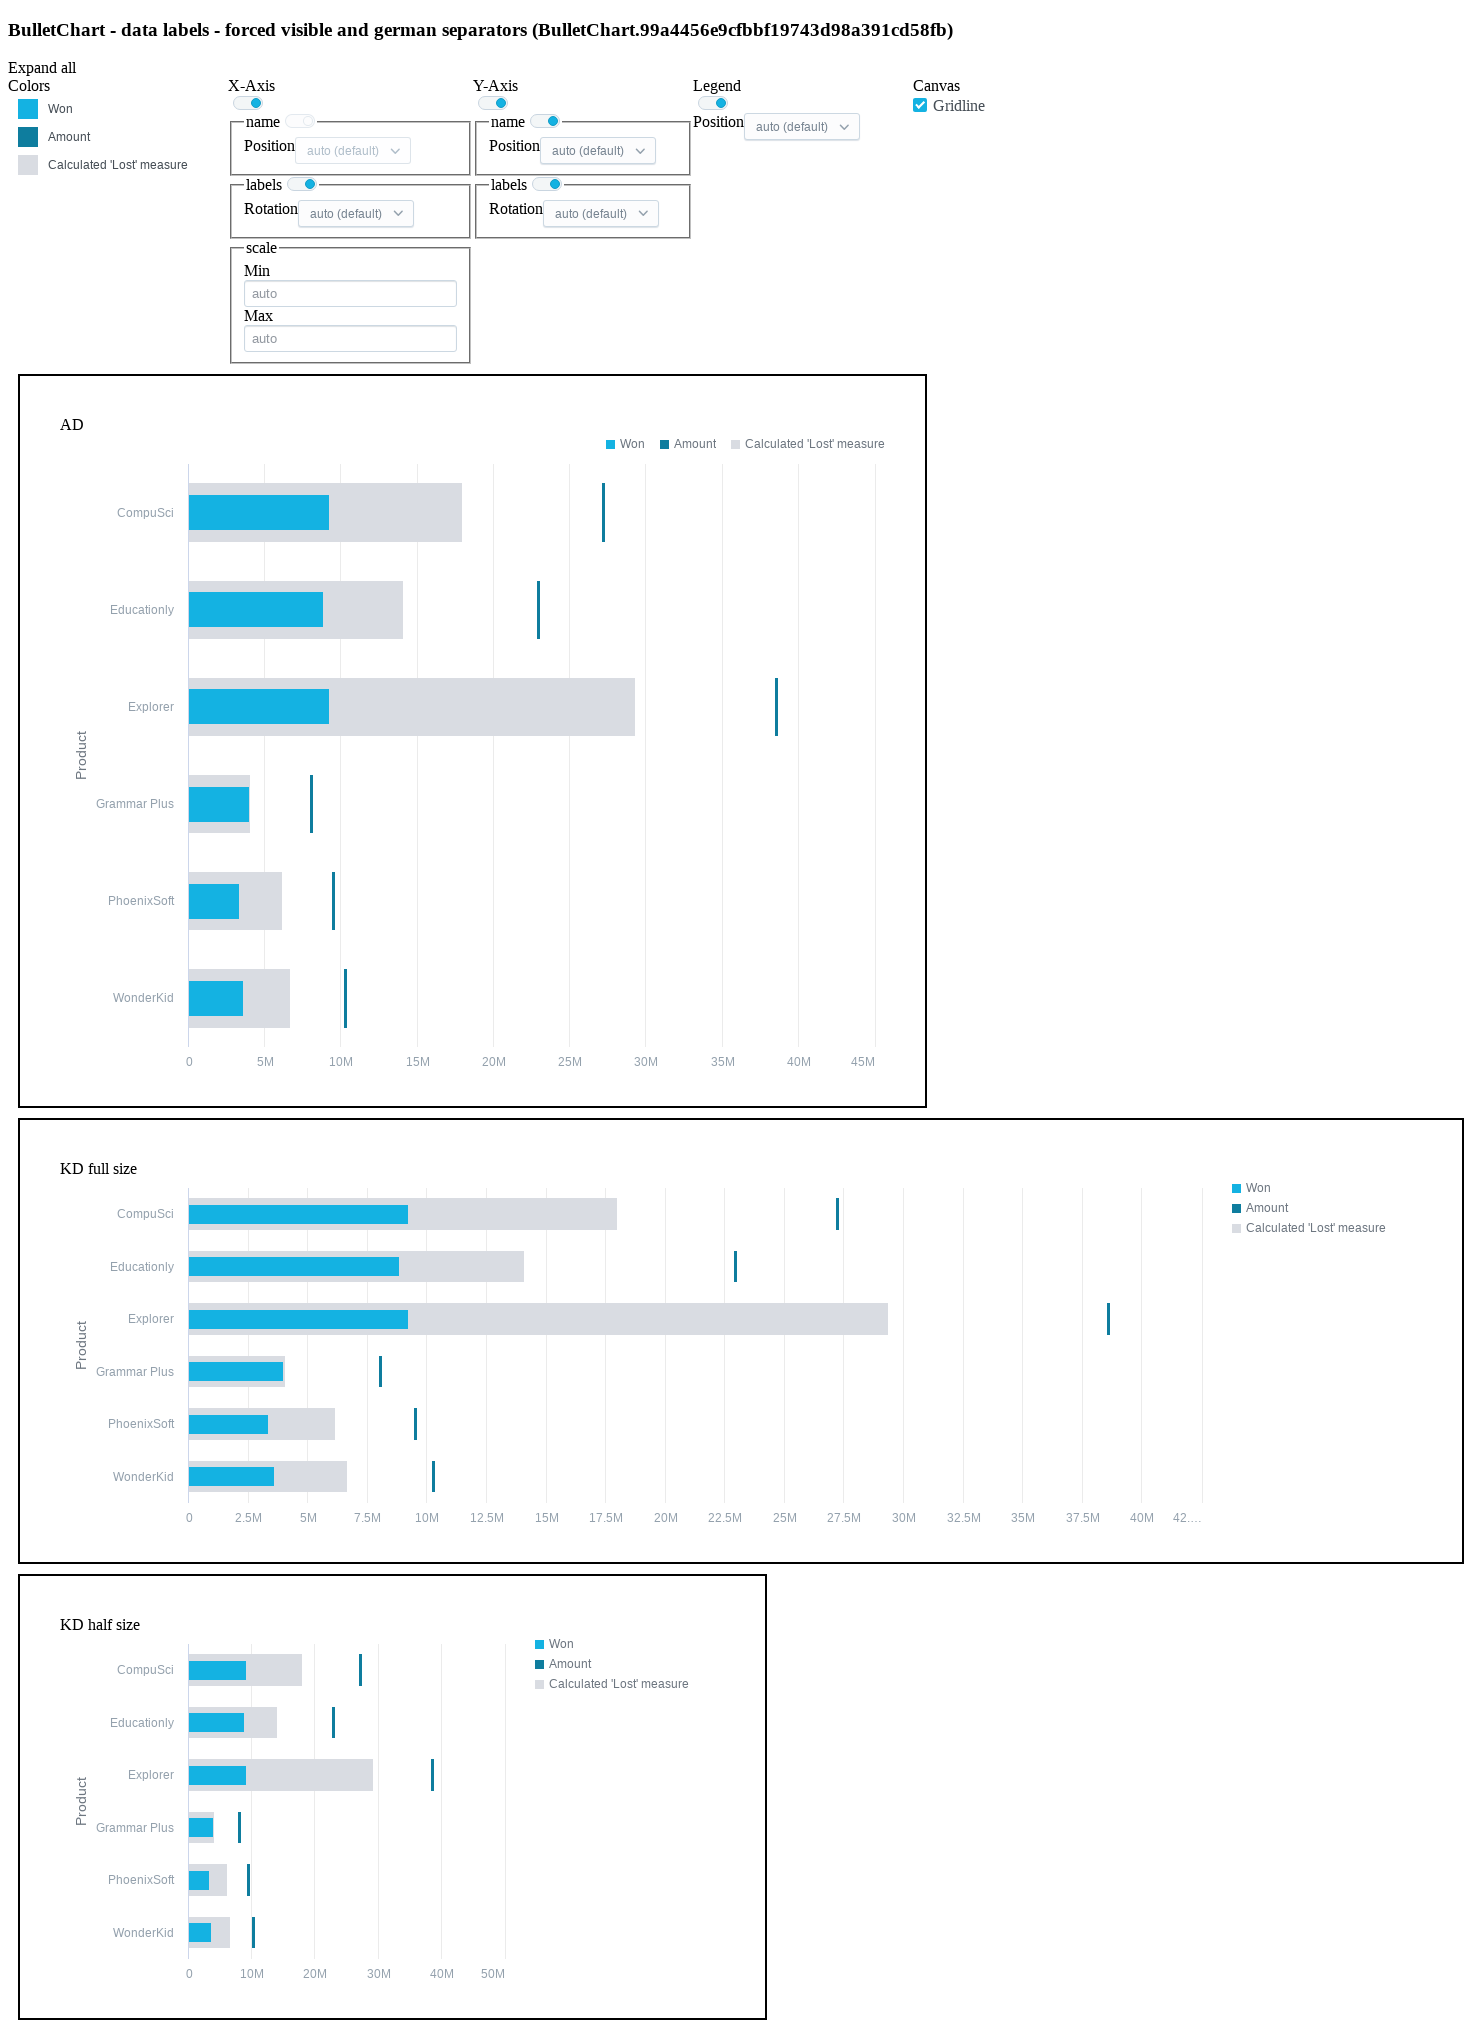 BulletChart - data labels - forced visible and german separators (BulletChart.99a4456e9cfbbf19743d98a391cd58fb)
Expand all
Colors
Won
Amount
Calculated 'Lost' measure
X-Axis
name
Position auto (default)
labels
Rotation auto (default)
scale
Min
auto
Max
auto
Y-Axis
name
Position auto (default)
labels
Rotation auto (default)
Legend
Position auto (default)
Canvas
Gridline
AD
Won Amount Calculated 'Lost' measure
Product
CompuSci
Educationly
Explorer
Grammar Plus
PhoenixSoft
WonderKid
0 5M 10M 15M 20M 25M 30M 35M 40M 45M
KD full size
Won
Amount
Calculated 'Lost' measure
Product
CompuSci
Educationly
Explorer
Grammar Plus
PhoenixSoft
WonderKid
0 2.5M 5M 7.5M 10M 12.5M 15M 17.5M 20M 22.5M 25M 27.5M 30M 32.5M 35M 37.5M 40M 42.…
KD half size
Won
Amount
Calculated 'Lost' measure
Product
CompuSci
Educationly
Explorer
Grammar Plus
PhoenixSoft
WonderKid
0 10M 20M 30M 40M 50M